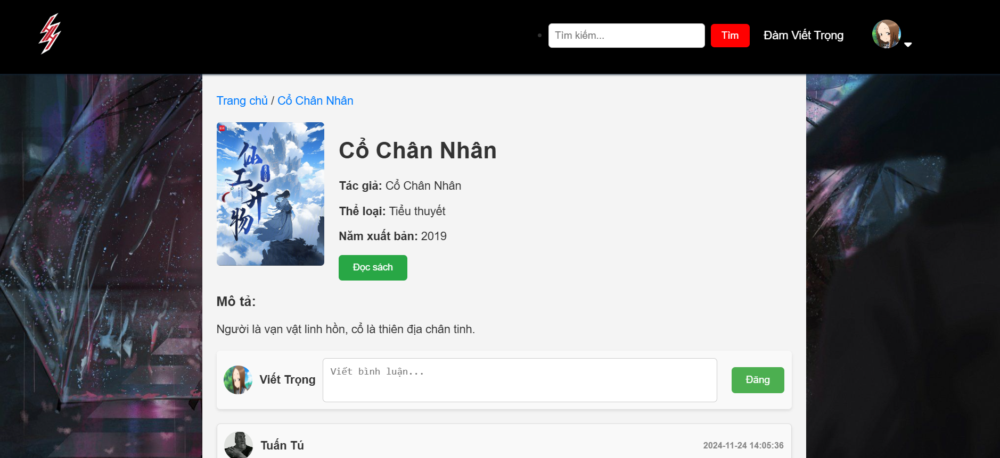 Tìm kiếm...
Tìm
Đàm Viết Trọng
Trang chủ / Cổ Chân Nhân
仙工开物
Cổ Chân Nhân
Tác giả: Cổ Chân Nhân
Thể loại: Tiểu thuyết
Năm xuất bản: 2019
Đọc sách
Mô tả:
Người là vạn vật linh hồn, cổ là thiên địa chân tinh.
Viết Trọng
Viết bình luận...
Đăng
Tuấn Tú
2024-11-24 14:05:36